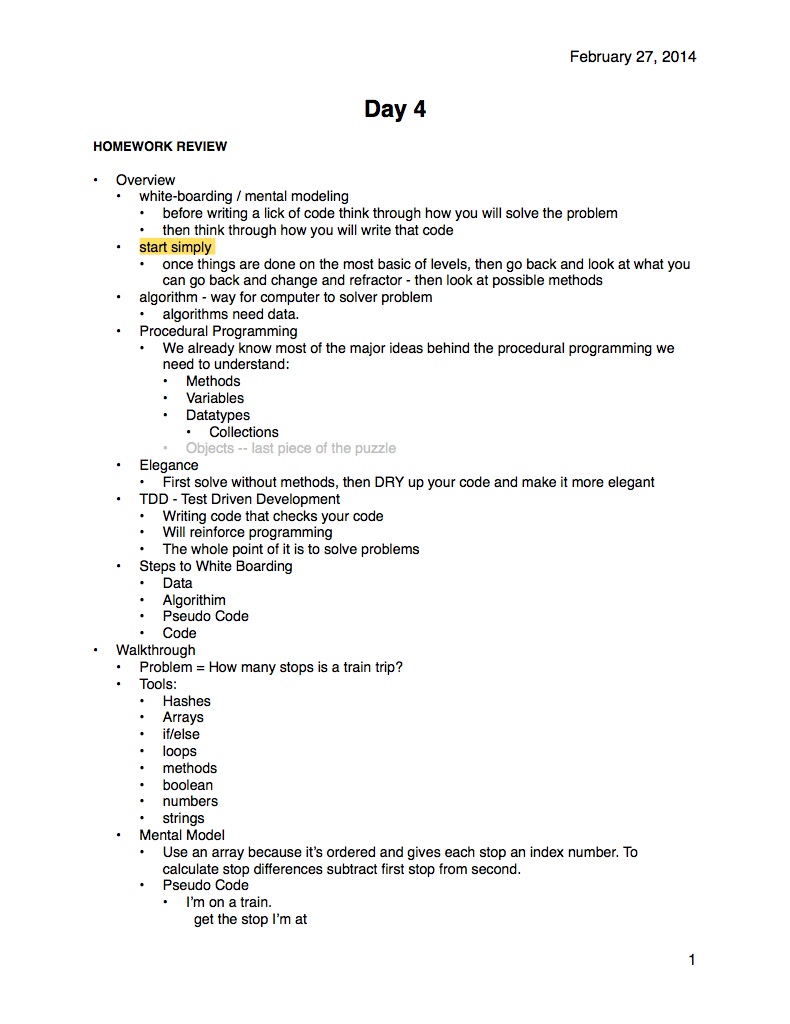 February 27, 2014
Day 4
HOMEWORK REVIEW
• Overview
• white-boarding / mental modeling
• before writing a lick of code think through how you will solve the problem
• then think through how you will write that code
• start simply
• once things are done on the most basic of levels, then go back and look at what you
can go back and change and refractor - then look at possible methods
• algorithm - way for computer to solver problem
• algorithms need data.
• Procedural Programming
• We already know most of the major ideas behind the procedural programming we
need to understand:
• Methods
• Variables
• Datatypes
• Collections
• Objects -- last piece of the puzzle
• Elegance
• First solve without methods, then DRY up your code and make it more elegant
• TDD - Test Driven Development
• Writing code that checks your code
• Will reinforce programming
• The whole point of it is to solve problems
• Steps to White Boarding
• Data
• Algorithim
• Pseudo Code
• Code
• Walkthrough
• Problem = How many stops is a train trip?
• Tools:
• Hashes
• Arrays
• if/else
• loops
• methods
• boolean
• numbers
• strings
• Mental Model
• Use an array because it’s ordered and gives each stop an index number. To
calculate stop differences subtract first stop from second.
• Pseudo Code
• I’m on a train.
get the stop I’m at
1